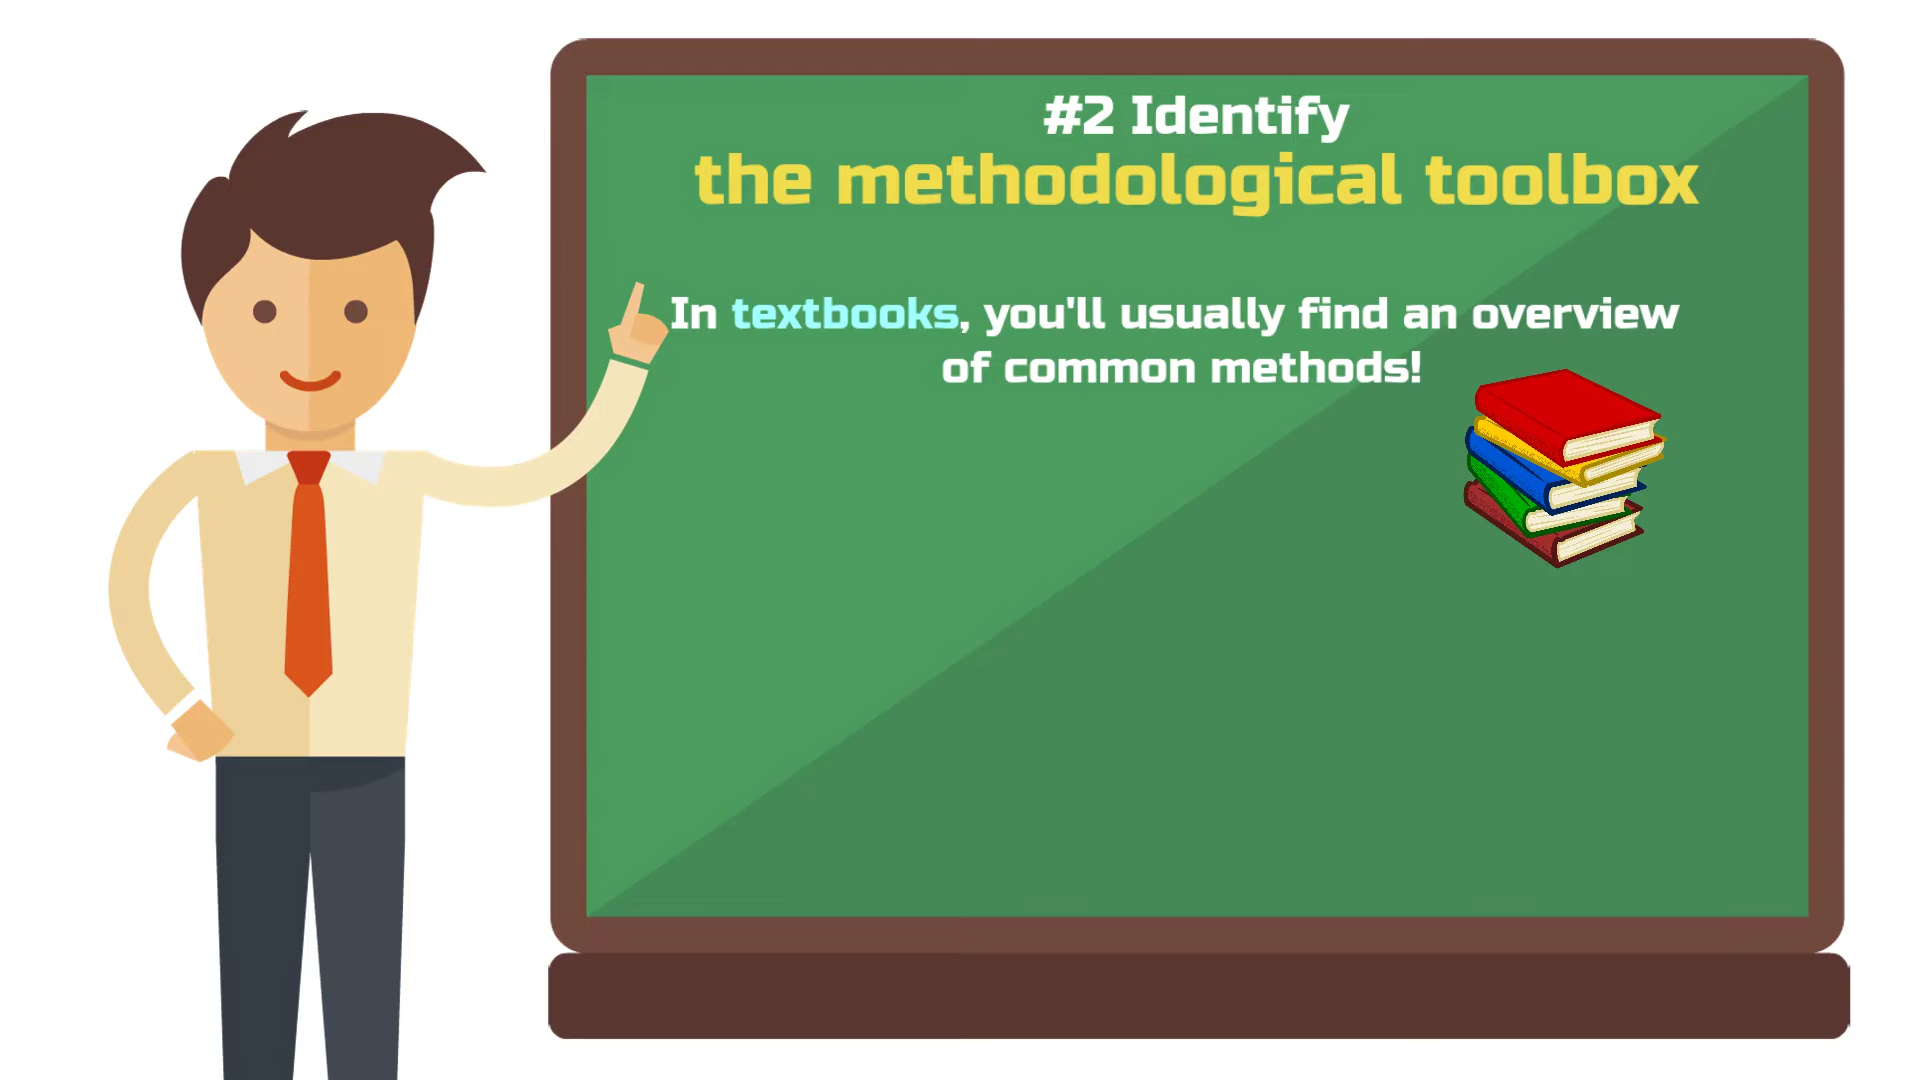 #2 Identify
the methodological toolbox
In textbooks, you'll usually find an overview
of common methods!